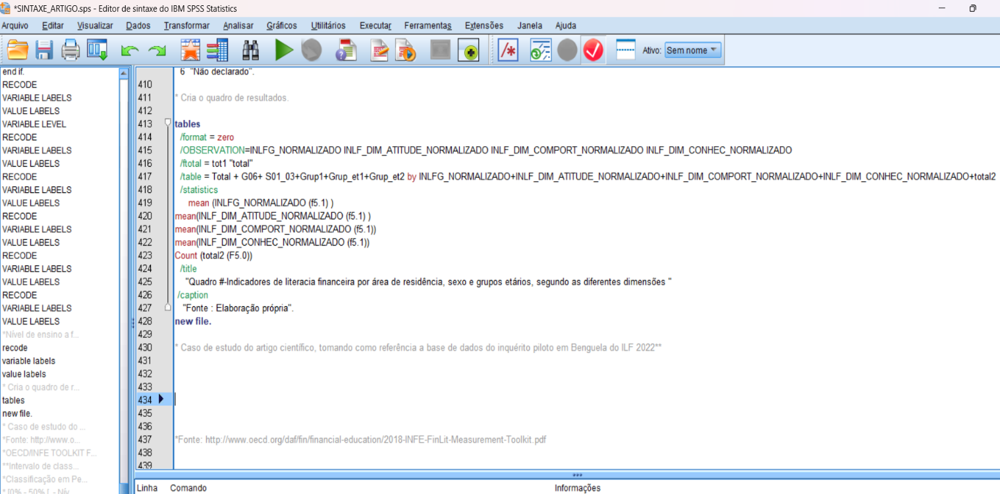 *SINTAXE_ARTIGO.sps - Editor de sintaxe do IBM SPSS Statistics
Arquivo Editar Visualizar Dados Transformar Analisar Gráficos Utilitários Executar Ferramentas Extensões Janela Ajuda
Ativo: Sem nome
end if.
RECODE
VARIABLE LABELS
VALUE LABELS
VARIABLE LEVEL
RECODE
VARIABLE LABELS
VALUE LABELS
RECODE
VARIABLE LABELS
VALUE LABELS
RECODE
VARIABLE LABELS
VALUE LABELS
RECODE
VARIABLE LABELS
VALUE LABELS
RECODE
VARIABLE LABELS
VALUE LABELS
*Nível de ensino a f...
recode
variable labels
value labels
* Cria o quadro de r...
tables
new file.
* Caso de estudo do ...
*Fonte: http://www.o...
*OECD/INFE TOOLKIT F...
**Intervalo de class...
*Classificação em Pe...
* [0% - 50% [ - Nív
6 "Não declarado".
410
411 * Cria o quadro de resultados.
412
413 tables
414 /format = zero
415 /OBSERVATION=INLFG_NORMALIZADO INLF_DIM_ATITUDE_NORMALIZADO INLF_DIM_COMPORT_NORMALIZADO INLF_DIM_CONHEC_NORMALIZADO
416 /ftotal = tot1 "total"
417 /table = Total + G06+ S01_03+Grup1+Grup_et1+Grup_et2 by INLFG_NORMALIZADO+INLF_DIM_ATITUDE_NORMALIZADO+INLF_DIM_COMPORT_NORMALIZADO+INLF_DIM_CONHEC_NORMALIZADO+total2
418 /statistics
419 mean (INLFG_NORMALIZADO (f5.1) )
420 mean(INLF_DIM_ATITUDE_NORMALIZADO (f5.1) )
421 mean(INLF_DIM_COMPORT_NORMALIZADO (f5.1))
422 mean(INLF_DIM_CONHEC_NORMALIZADO (f5.1))
423 Count (total2 (F5.0))
424 /title
425 "Quadro #-Indicadores de literacia financeira por área de residência, sexo e grupos etários, segundo as diferentes dimensões "
426 /caption
427 "Fonte : Elaboração própria".
428 new file.
429
430 * Caso de estudo do artigo científico, tomando como referência a base de dados do inquérito piloto em Benguela do ILF 2022**
431
432
433
434
435
436
437 *Fonte: http://www.oecd.org/daf/fin/financial-education/2018-INFE-FinLit-Measurement-Toolkit.pdf
438
439
Linha Comando Informações